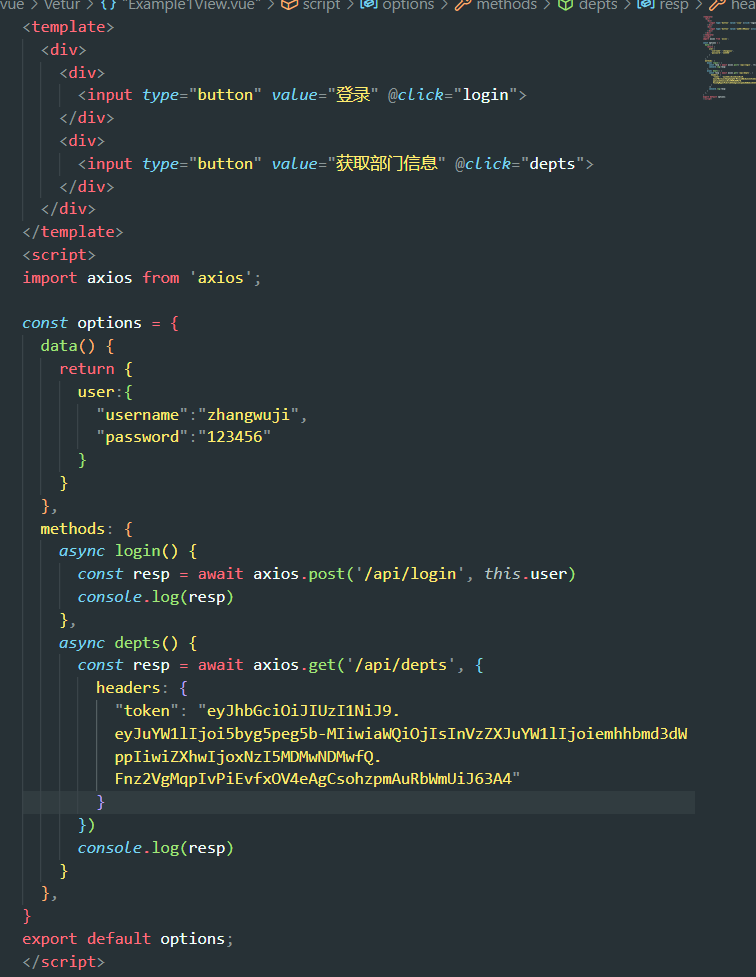 vue > Vetur > {} "Example1View.vue" > script > options > methods > depts > resp > hea
<template>
  <div>
    <div>
      <input type="button" value="登录" @click="login">
    </div>
    <div>
      <input type="button" value="获取部门信息" @click="depts">
    </div>
  </div>
</template>
<script>
import axios from 'axios';

const options = {
  data() {
    return {
      user:{
        "username":"zhangwuji",
        "password":"123456"
      }
    }
  },
  methods: {
    async login() {
      const resp = await axios.post('/api/login', this.user)
      console.log(resp)
    },
    async depts() {
      const resp = await axios.get('/api/depts', {
        headers: {
          "token": "eyJhbGciOiJIUzI1NiJ9.
          eyJuYW1lIjoi5byg5peg5b-MIiwiaWQiOjIsInVzZXJuYW1lIjoiemhhbmd3dW
          ppIiwiZXhwIjoxNzI5MDMwNDMwfQ.
          Fnz2VgMqpIvPiEvfxOV4eAgCsohzpmAuRbWmUiJ63A4"
        }
      })
      console.log(resp)
    }
  },
}
export default options;
</script>